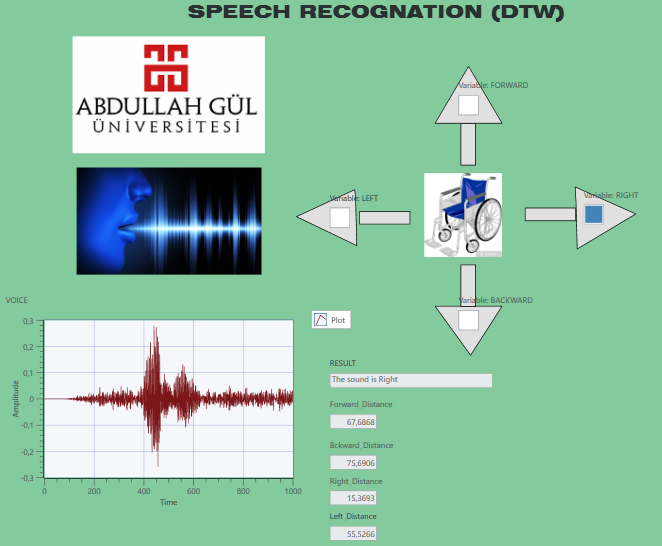 SPEECH RECOGNATION (DTW)
ABDULLAH GÜL
ÜNİVERSİTESİ
Variable: FORWARD
Variable: LEFT
Variable: RIGHT
Variable: BACKWARD
VOICE
Plot
0,3
0,2
0,1
0
-0,1
-0,2
-0,3
Amplitude
0
200
400
600
800
1000
Time
RESULT
The sound is Right
Forward_Distance
67,6868
Bckward_Distance
75,6906
Right_Distance
15,3693
Left_Distance
55,5266